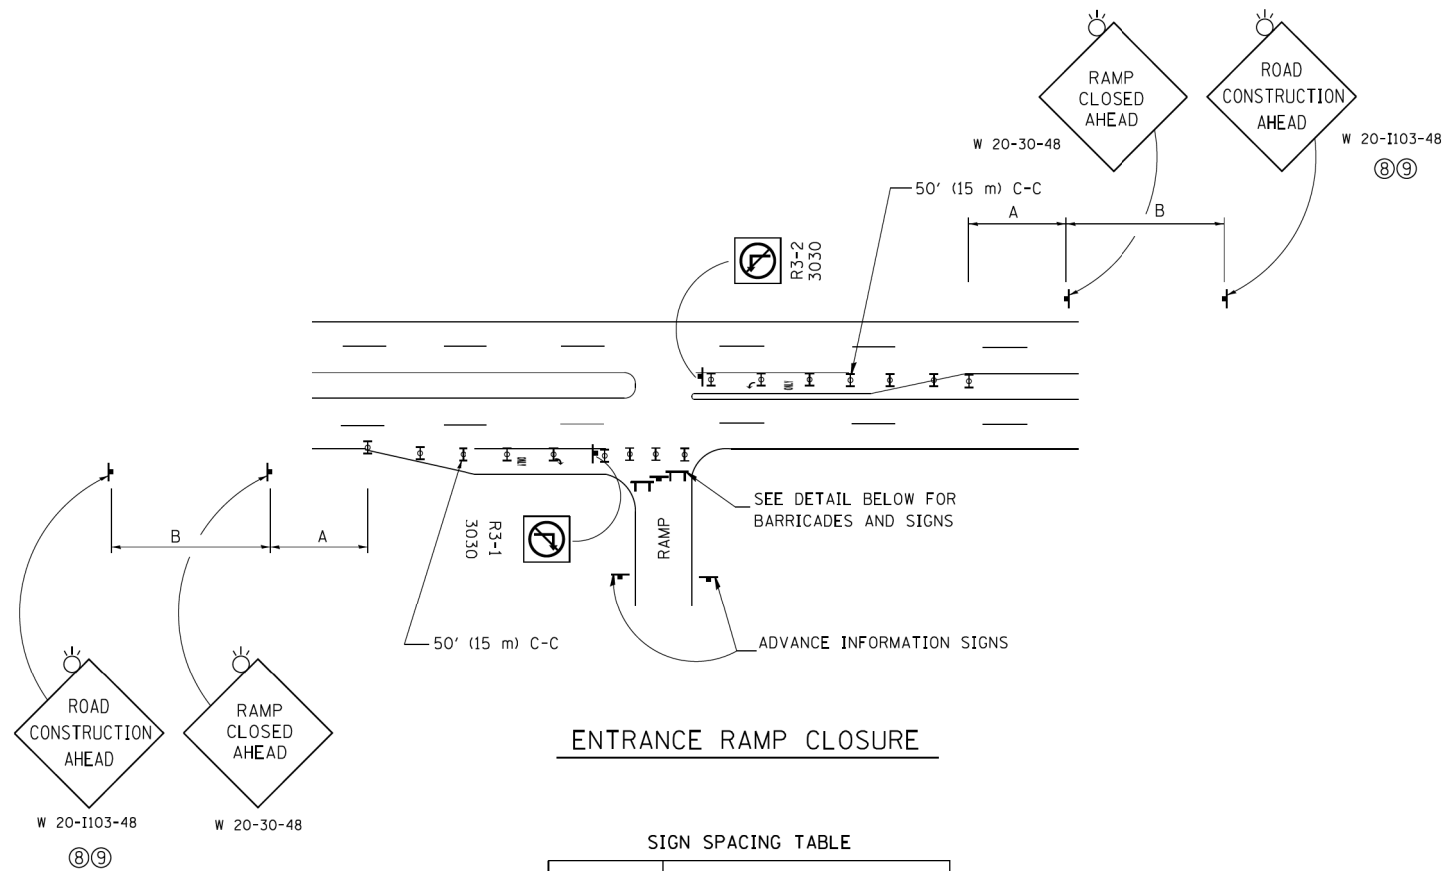 RAMP
CLOSED
AHEAD
W 20-30-48
ROAD
CONSTRUCTION
AHEAD
W 20-I103-48
⑧⑨
50' (15 m) C-C
A
B
R3-2
3030
SEE DETAIL BELOW FOR
BARRICADES AND SIGNS
B
A
R3-1
3030
RAMP
50' (15 m) C-C
ADVANCE INFORMATION SIGNS
ROAD
CONSTRUCTION
AHEAD
W 20-I103-48
⑧⑨
RAMP
CLOSED
AHEAD
W 20-30-48
ENTRANCE RAMP CLOSURE
SIGN SPACING TABLE